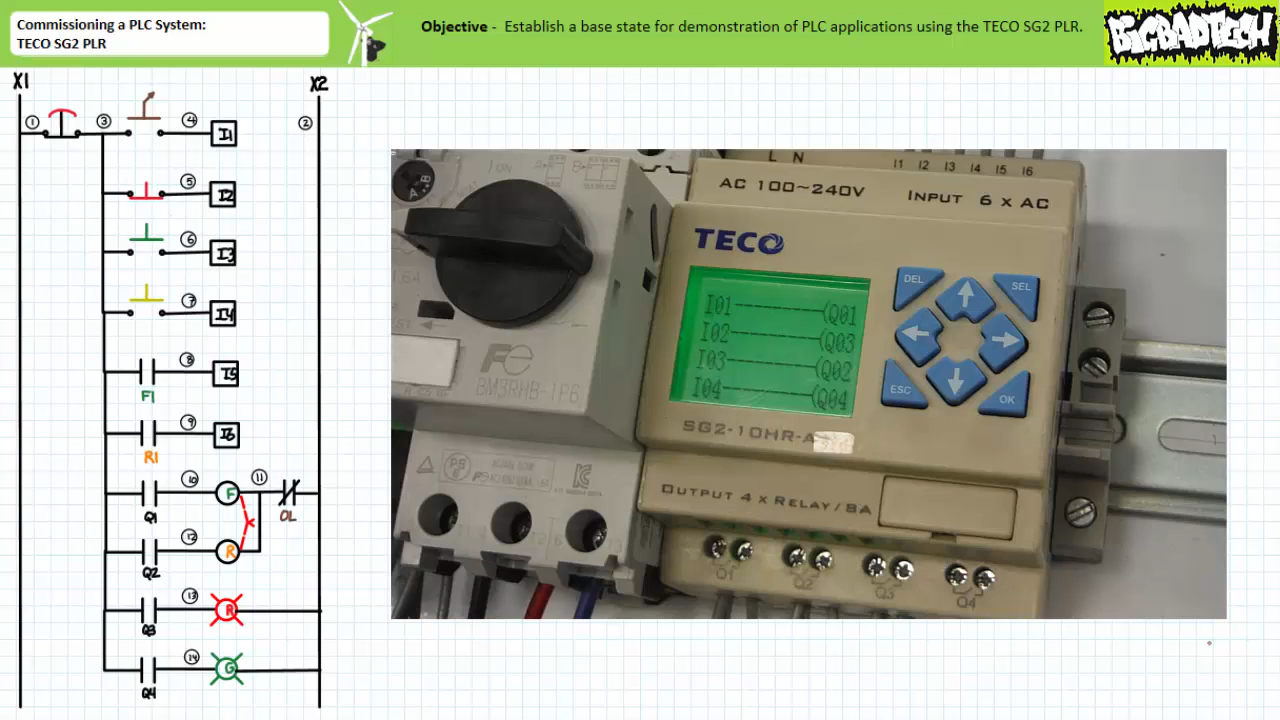 Commissioning a PLC System:
TECO SG2 PLR
Objective - Establish a base state for demonstration of PLC applications using the TECO SG2 PLR.
BIGBADTECH
X1 X2
1 3 4 I1 2
5 I2
6 I3
7 I4
8 I5
F1
9 I6
R1
10 F 11
Q1 OL
12 R
Q2
13 R
Q3
14 G
Q4
I ON
A B
L N I1 I2 I3 I4 I5 I6
AC 100~240V INPUT 6 x AC
TECO
DEL SEL
I01 (Q01
I02 (Q03
I03 (Q02
I04 (Q04
ESC OK
Fe
BM3RHB-1P6
SG2-10HR-A
OUTPUT 4 x RELAY/8A
Q1 Q2 Q3 Q4